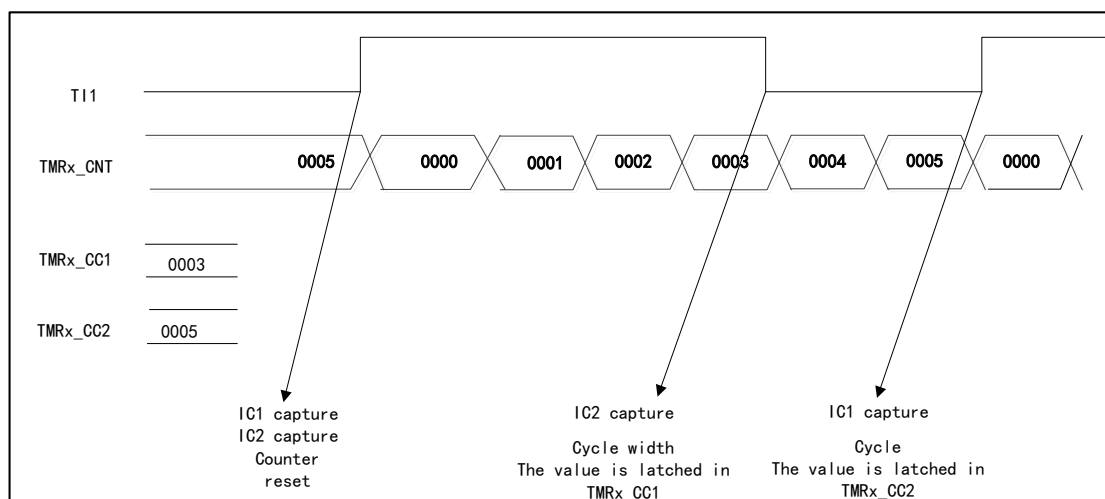 TI1
TMRx_CNT
0005 0000 0001 0002 0003 0004 0005 0000
TMRx_CC1
0003
TMRx_CC2
0005
IC1 capture
IC2 capture
Counter
reset
IC2 capture
Cycle width
The value is latched in
TMRx CC1
IC1 capture
Cycle
The value is latched in
TMRx_CC2